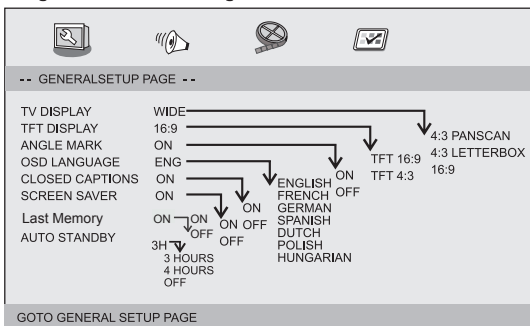 -- GENERALSETUP PAGE --
TV DISPLAY WIDE
TFT DISPLAY 16:9
ANGLE MARK ON
OSD LANGUAGE ENG
CLOSED CAPTIONS ON
SCREEN SAVER ON
Last Memory ON
AUTO STANDBY 3H
4:3 PANSCAN
4:3 LETTERBOX
16:9
TFT 16:9
TFT 4:3
ON
OFF
ENGLISH
FRENCH
GERMAN
SPANISH
DUTCH
POLISH
HUNGARIAN
ON
OFF
ON
OFF
ON
OFF
3 HOURS
4 HOURS
OFF
GOTO GENERAL SETUP PAGE